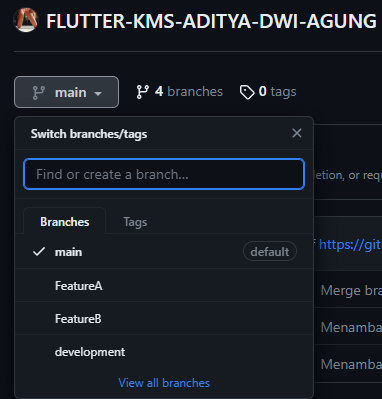 FLUTTER-KMS-ADITYA-DWI-AGUNG
main
4 branches
0 tags
Switch branches/tags
Find or create a branch...
etion, or requ
Branches
Tags
https://git
main
default
FeatureA
Merge bra
FeatureB
Menamba
development
Menamba
View all branches